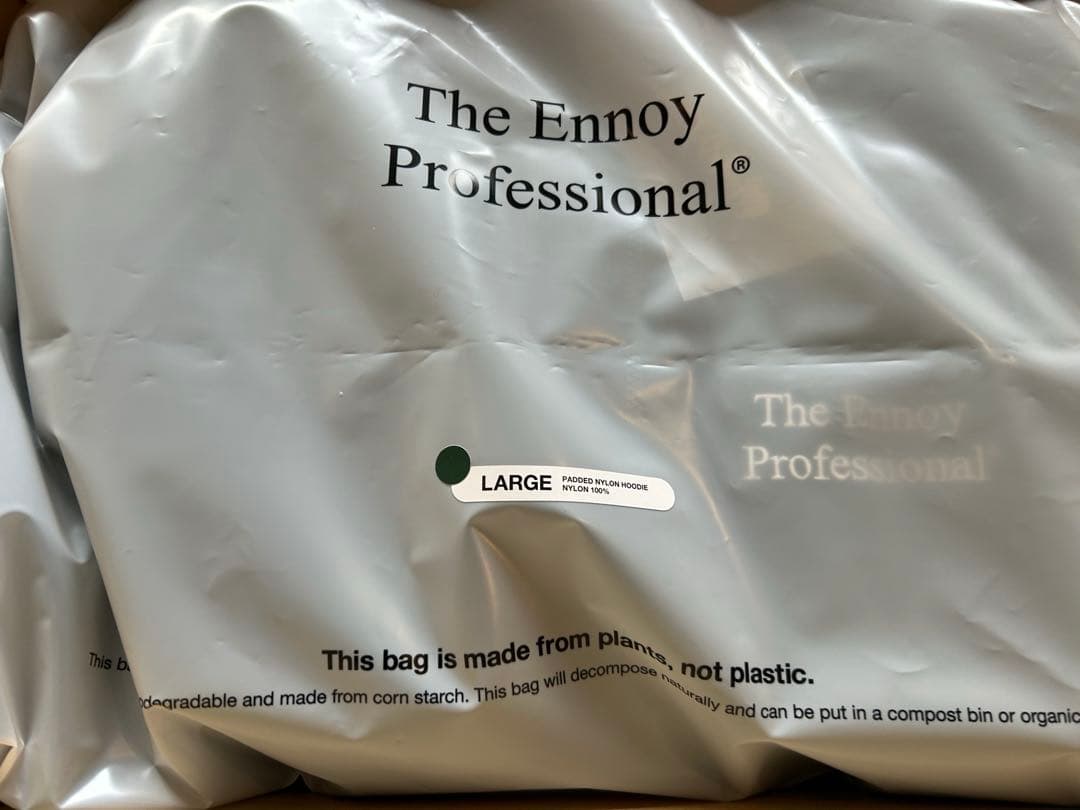 The Ennoy
Professional®
The Ennoy
Professional
LARGE PADDED NYLON HOODIE
NYLON 100%
This bag is made from plants, not plastic.
This
odegradable and made from corn starch. This bag will decompose naturally and can be put in a compost bin or organic